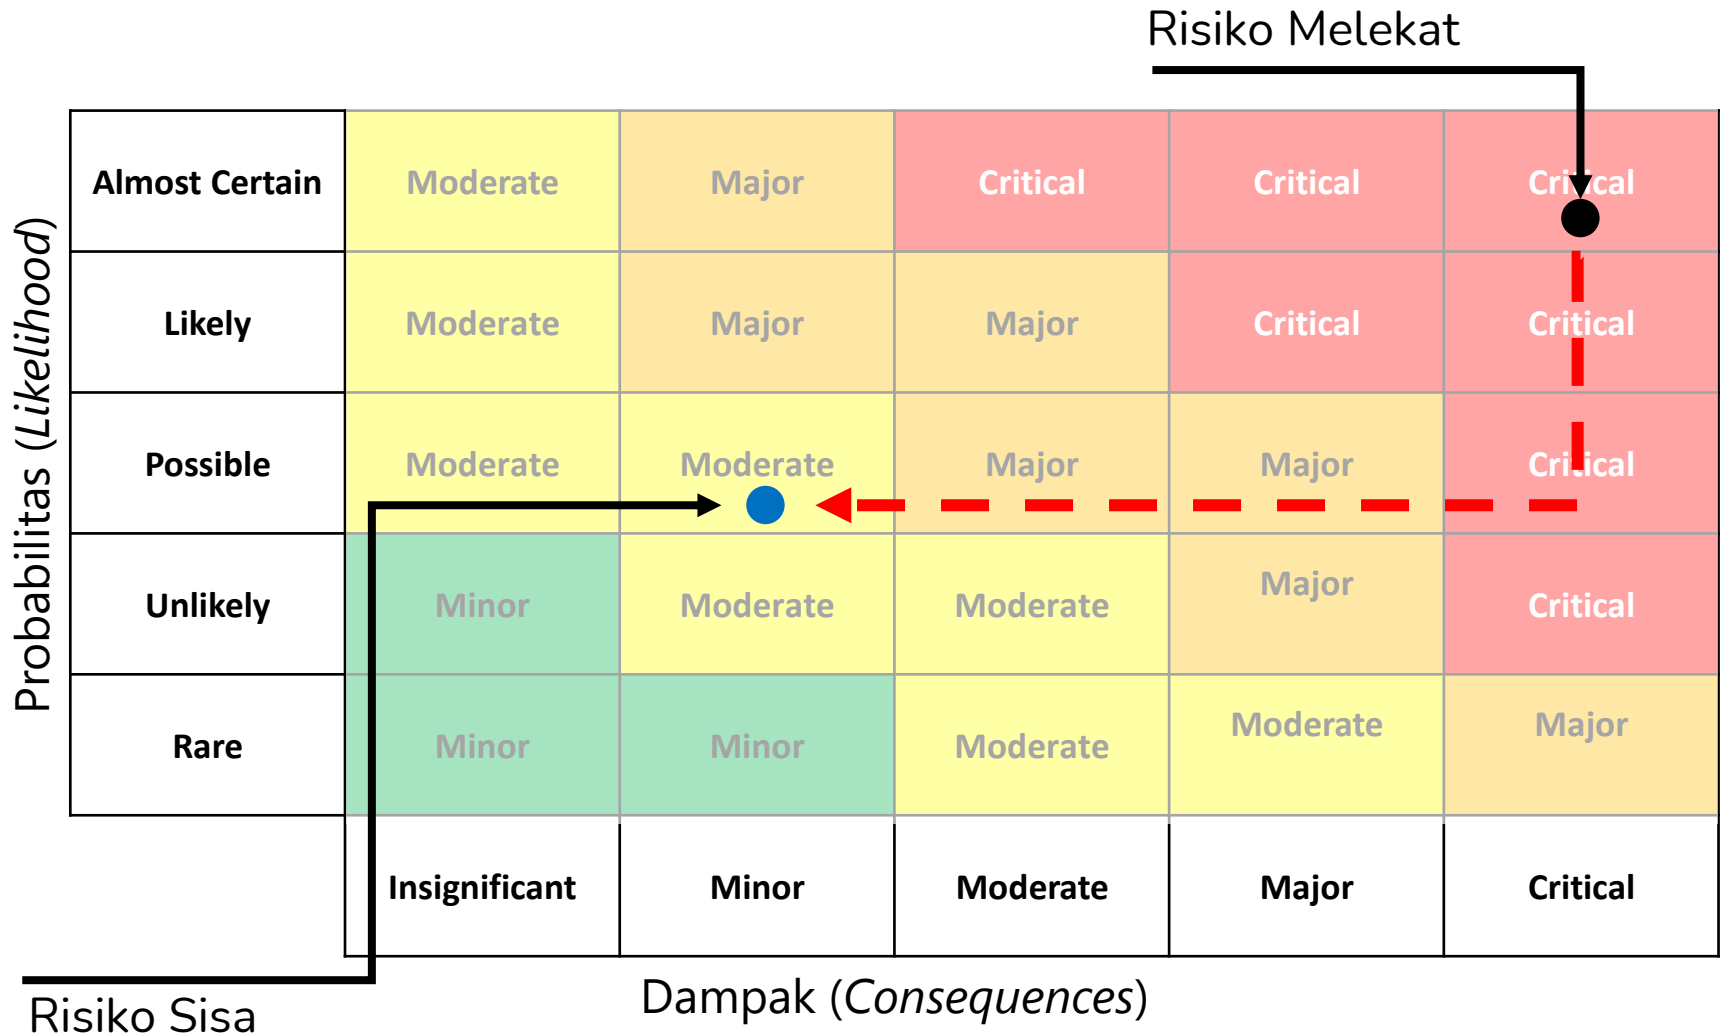 Risiko Melekat
Probabilitas (Likelihood)
Almost Certain Moderate Major Critical Critical Critical
Likely Moderate Major Major Critical Critical
Possible Moderate Moderate Major Major Critical
Unlikely Minor Moderate Moderate Major Critical
Rare Minor Minor Moderate Moderate Major
Insignificant Minor Moderate Major Critical
Dampak (Consequences)
Risiko Sisa